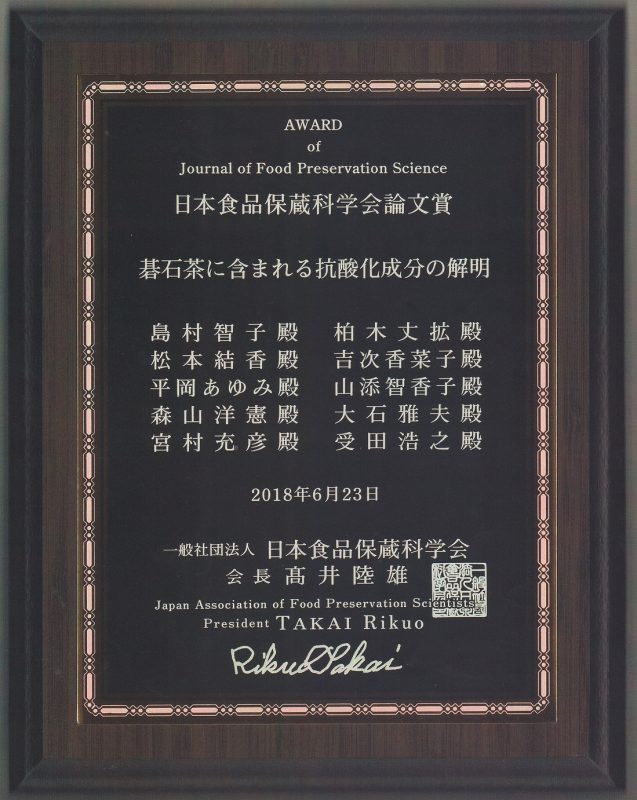 AWARD
of
Journal of Food Preservation Science
日本食品保蔵科学会論文賞
碁石茶に含まれる抗酸化成分の解明
島村智子殿 柏木丈拡殿
松本結香殿 吉次香菜子殿
平岡あゆみ殿 山添智香子殿
森山洋憲殿 大石雅夫殿
宮村充彦殿 受田浩之殿
2018年6月23日
一般社団法人 日本食品保蔵科学会
会長 髙井陸雄
Japan Association of Food Preservation Scientists
President TAKAI Rikuo
Rikuo Takai